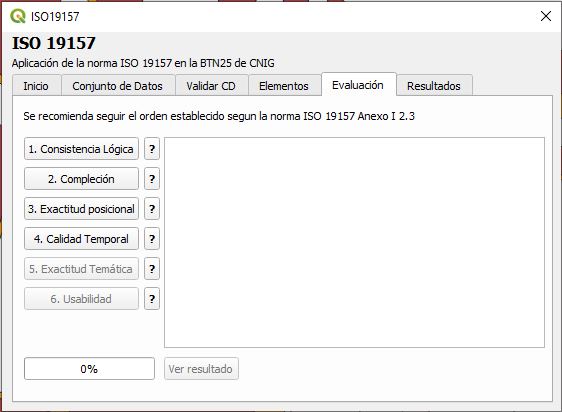 ISO19157
ISO 19157
Aplicación de la norma ISO 19157 en la BTN25 de CNIG
Inicio Conjunto de Datos Validar CD Elementos Evaluación Resultados
Se recomienda seguir el orden establecido segun la norma ISO 19157 Anexo I 2.3
1. Consistencia Lógica ?
2. Compleción ?
3. Exactitud posicional ?
4. Calidad Temporal ?
5. Exactitud Temática ?
6. Usabilidad ?
0% Ver resultado